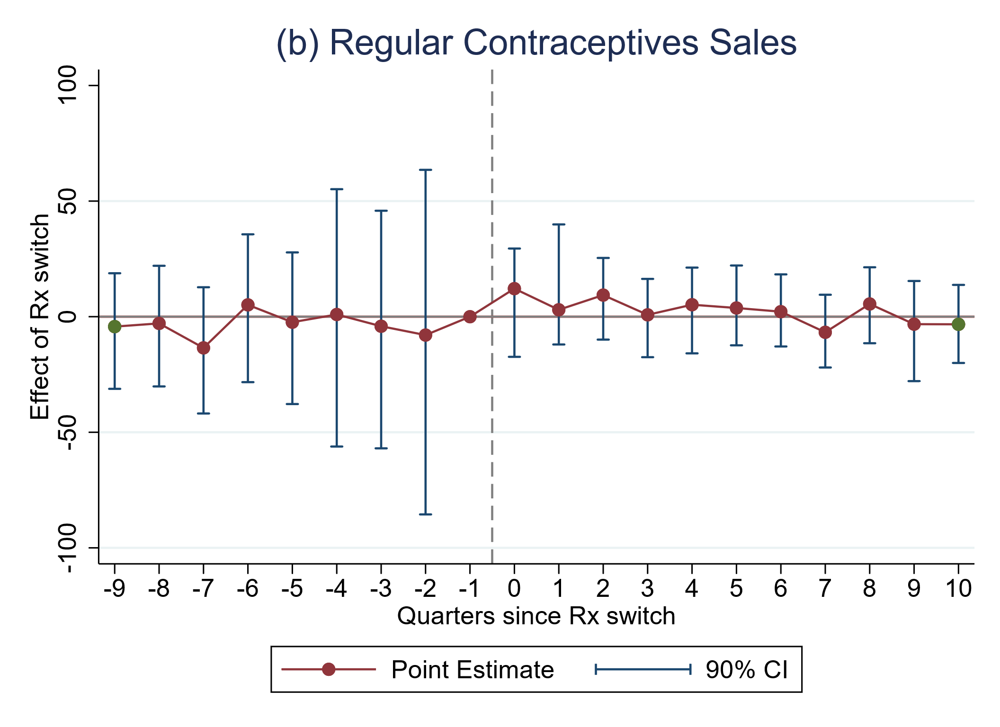 (b) Regular Contraceptives Sales
Effect of Rx switch
100
50
0
-50
-100
-9 -8 -7 -6 -5 -4 -3 -2 -1 0 1 2 3 4 5 6 7 8 9 10
Quarters since Rx switch
Point Estimate 90% CI